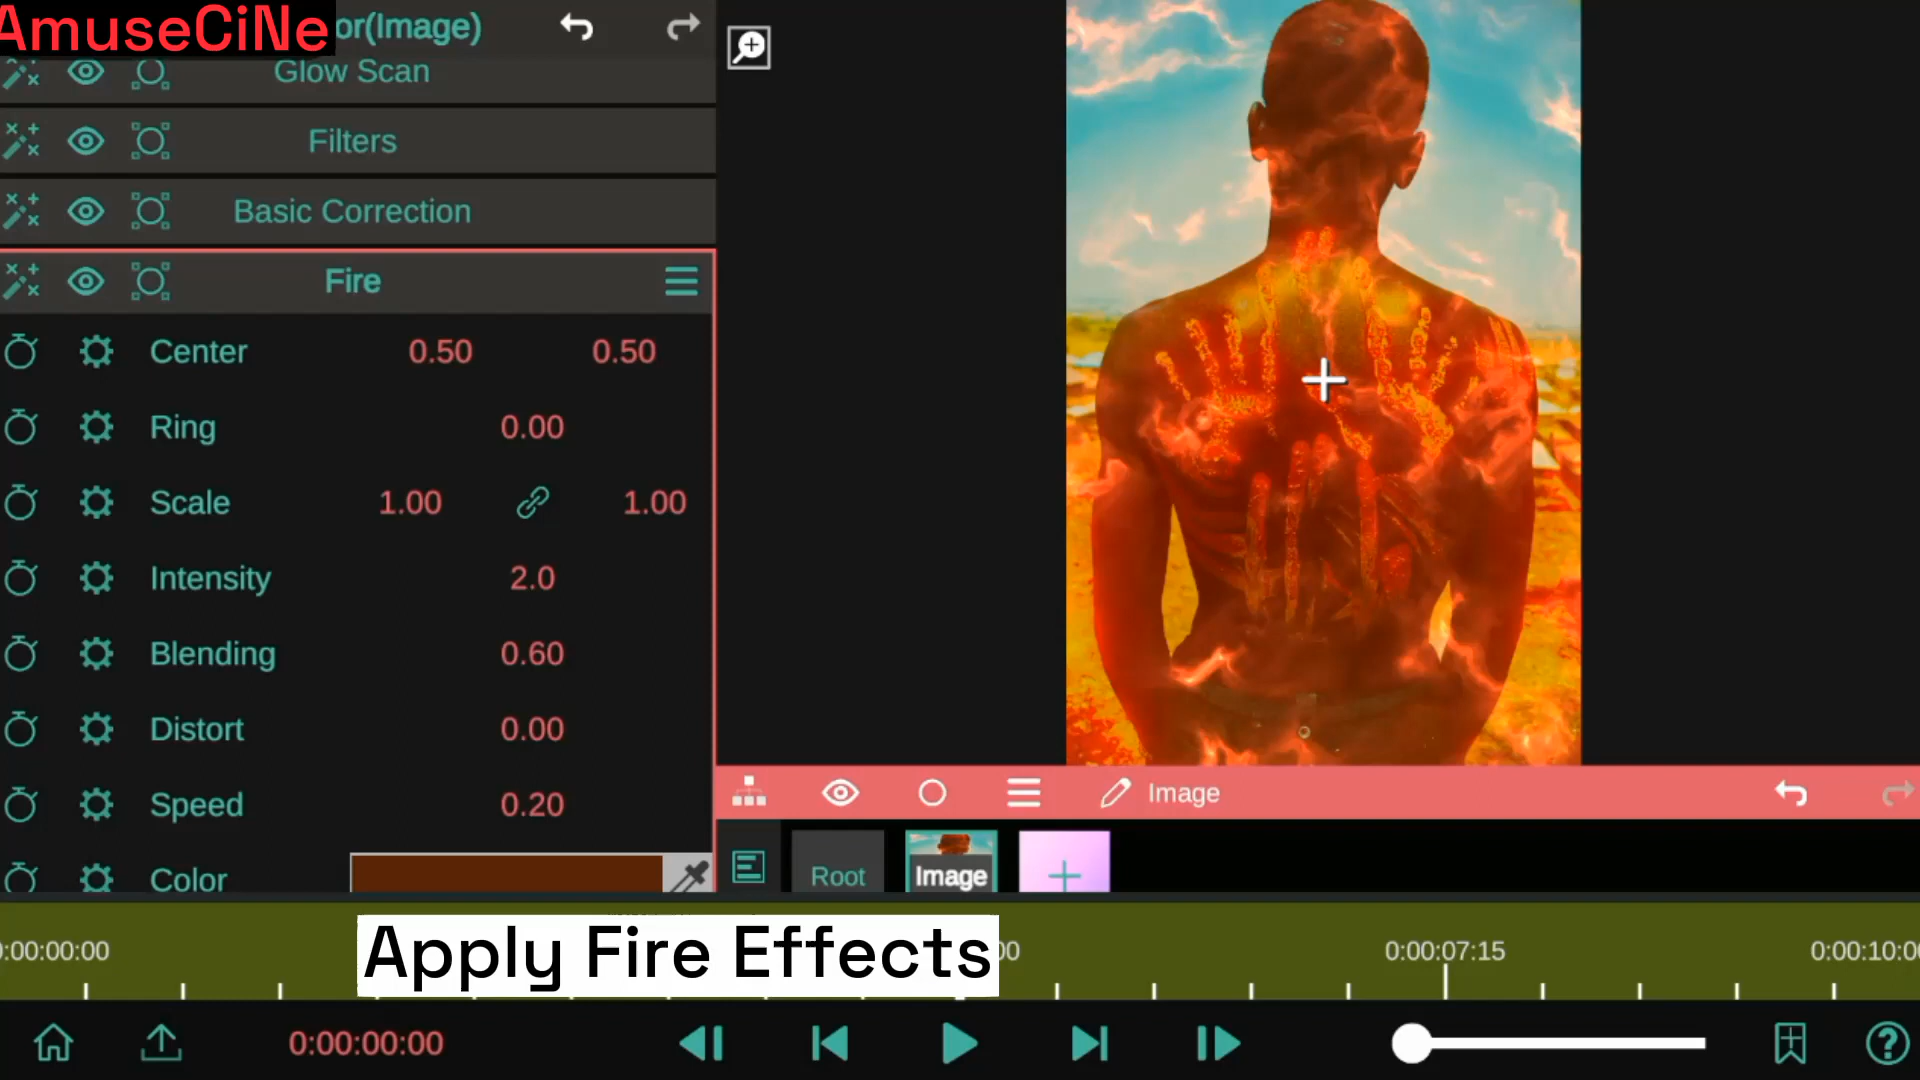 AmuseCiNe
or(Image)
Glow Scan
Filters
Basic Correction
Fire
Center 0.50 0.50
Ring 0.00
Scale 1.00 1.00
Intensity 2.0
Blending 0.60
Distort 0.00
Speed 0.20
Color
Image
Root
Image
0:00:00:00
Apply Fire Effects
00
0:00:07:15
0:00:10:00
0:00:00:00